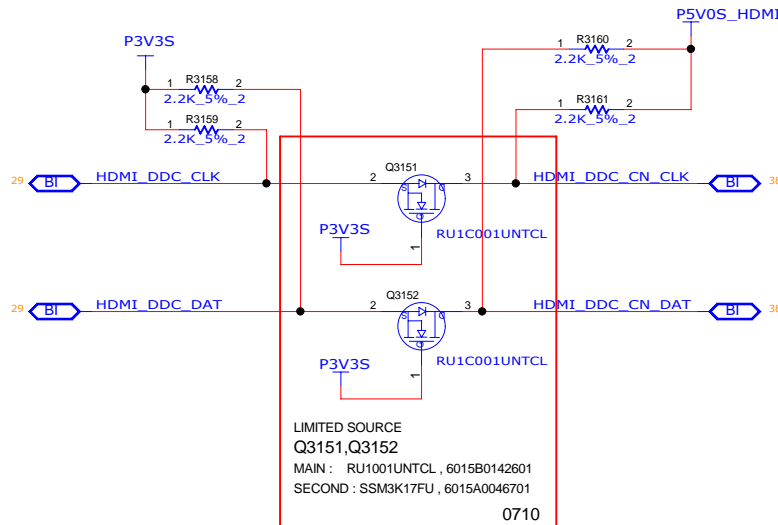 P5V0S_HDMI
P3V3S
1 R3160 2
2.2K_5%_2
1 R3158 2
2.2K_5%_2
1 R3161 2
2.2K_5%_2
1 R3159 2
2.2K_5%_2
Q3151
29 BI HDMI_DDC_CLK 2 3 HDMI_DDC_CN_CLK BI 38
S D
G
P3V3S
RU1C001UNTCL
1
Q3152
29 BI HDMI_DDC_DAT 2 3 HDMI_DDC_CN_DAT BI 38
S D
G
P3V3S
RU1C001UNTCL
1
LIMITED SOURCE
Q3151,Q3152
MAIN : RU1001UNTCL , 6015B0142601
SECOND : SSM3K17FU , 6015A0046701
0710